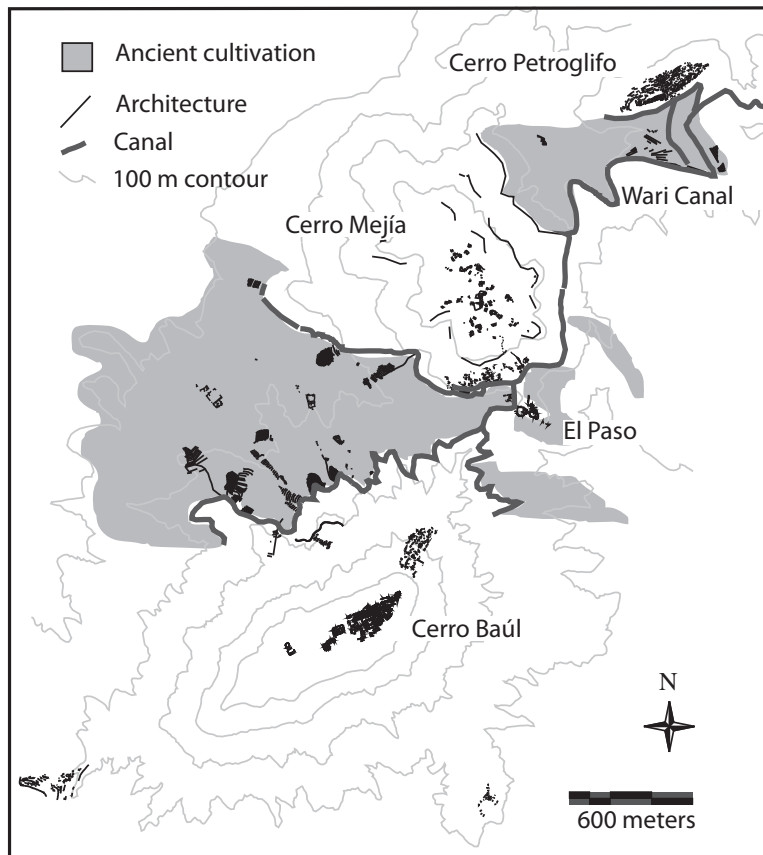 Ancient cultivation
Architecture
Canal
100 m contour
Cerro Petroglifo
Wari Canal
Cerro Mejía
El Paso
Cerro Baúl
N
600 meters